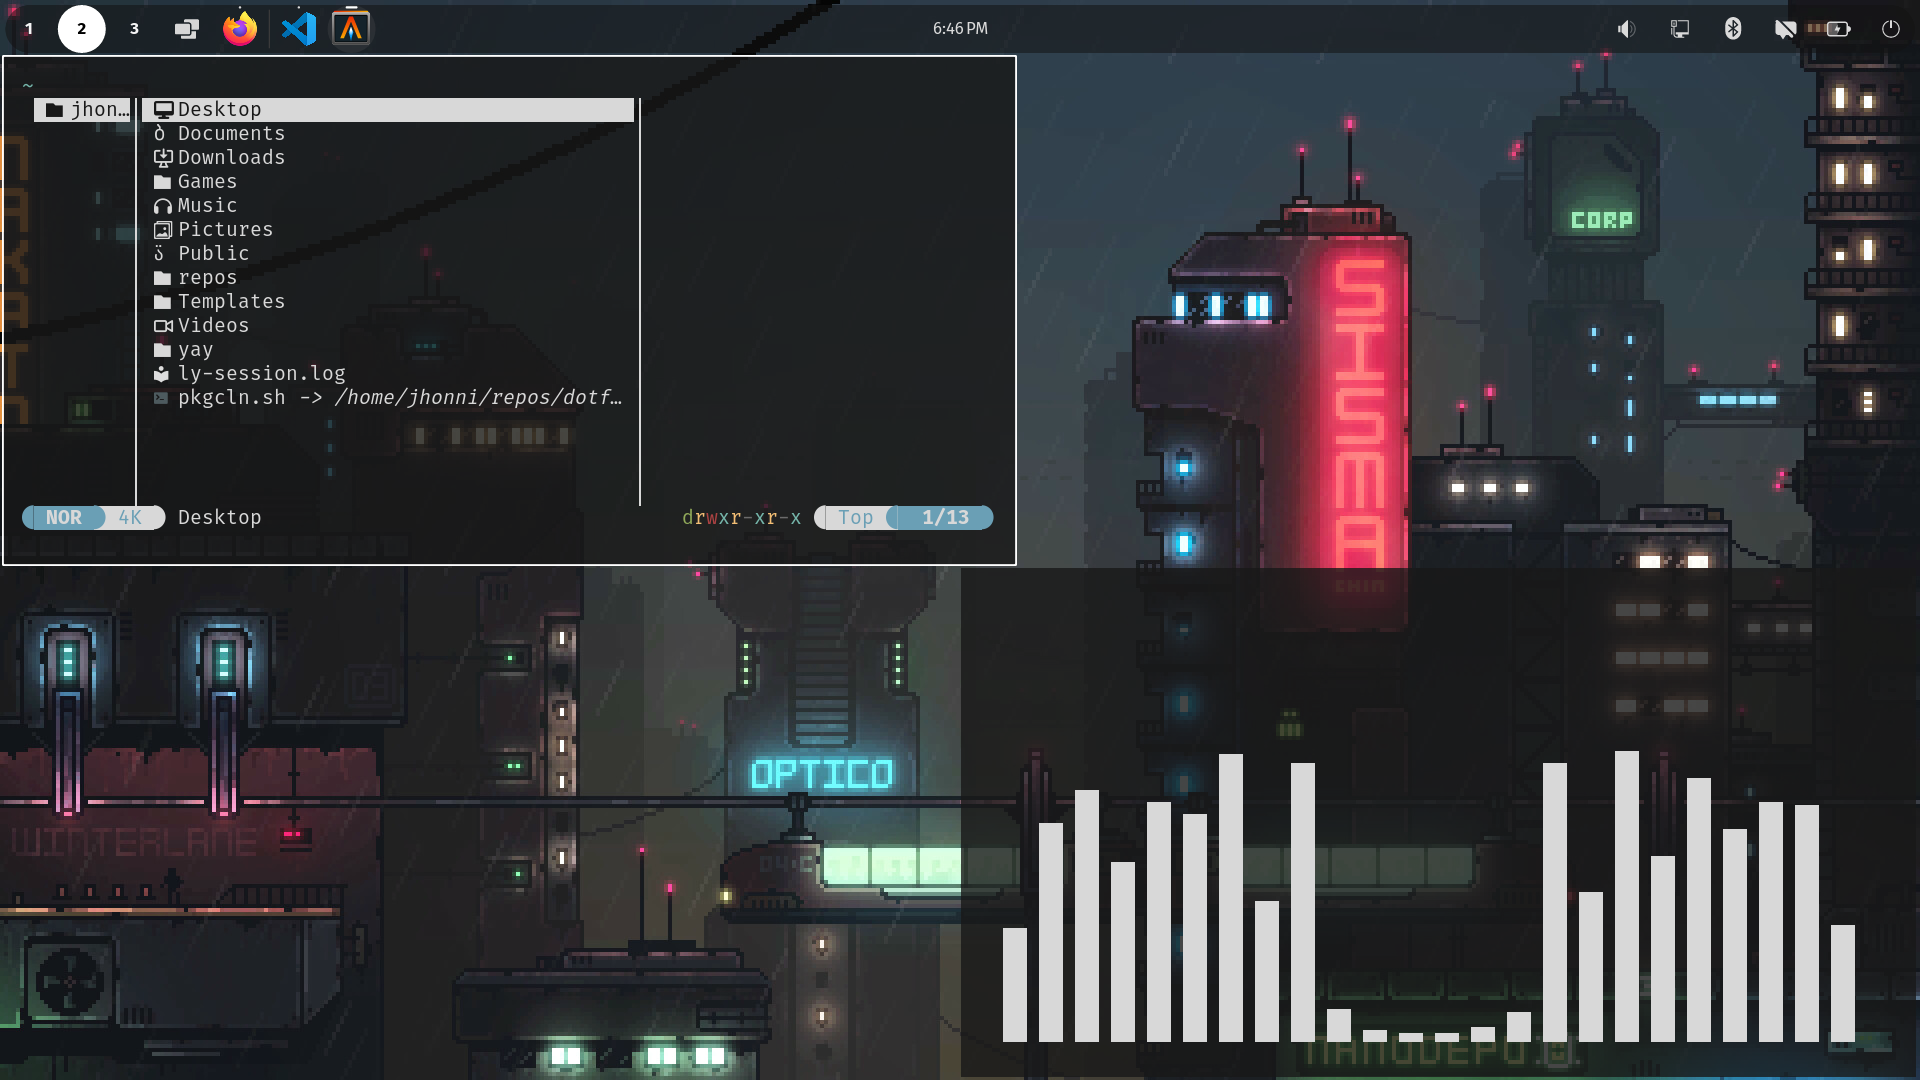 1 2 3
6:46 PM
~
jhon… Desktop
Documents
Downloads
Games
Music
Pictures
Public
repos
Templates
Videos
yay
ly-session.log
pkgcln.sh -> /home/jhonni/repos/dotf…
NOR 4K Desktop drwxr-xr-x Top 1/13
CORP
SISMA
OPTICO
WINTERLANE
03